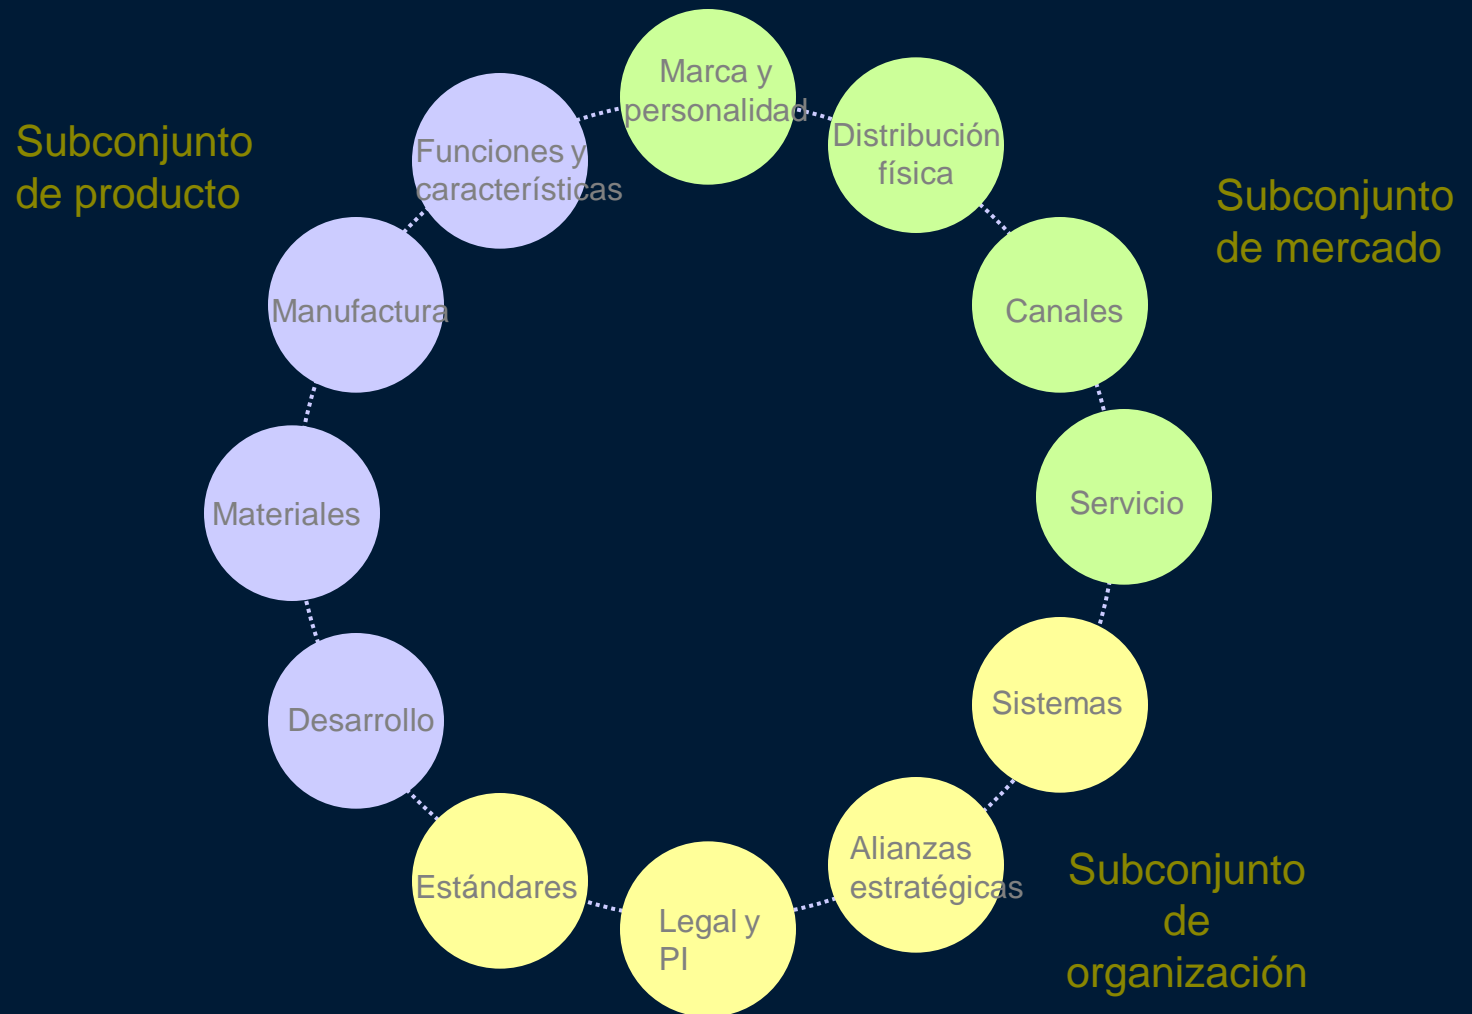 Subconjunto
de producto
Marca y
personalidad
Distribución
física
Funciones y
características
Subconjunto
de mercado
Manufactura
Canales
Materiales
Servicio
Desarrollo
Sistemas
Estándares
Legal y
PI
Alianzas
estratégicas
Subconjunto
de
organización